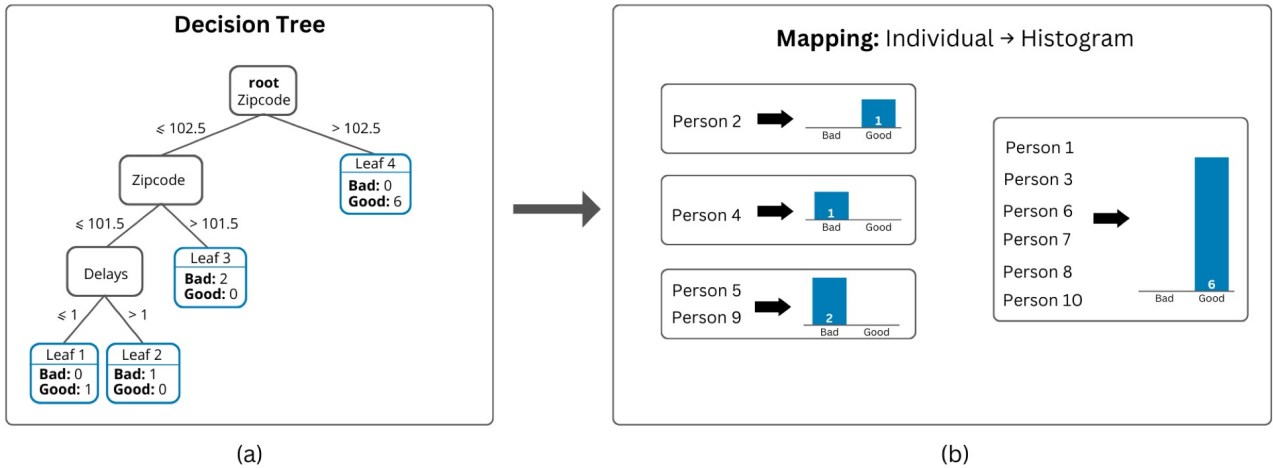 Decision Tree
root
Zipcode
⩽ 102.5
> 102.5
Zipcode
Leaf 4
Bad: 0
Good: 6
⩽ 101.5
> 101.5
Delays
Leaf 3
Bad: 2
Good: 0
⩽ 1
> 1
Leaf 1
Bad: 0
Good: 1
Leaf 2
Bad: 1
Good: 0
(a)
Mapping: Individual → Histogram
Person 2
1
Bad Good
Person 4
1
Bad Good
Person 5
Person 9
2
Bad Good
Person 1
Person 3
Person 6
Person 7
Person 8
Person 10
6
Bad Good
(b)